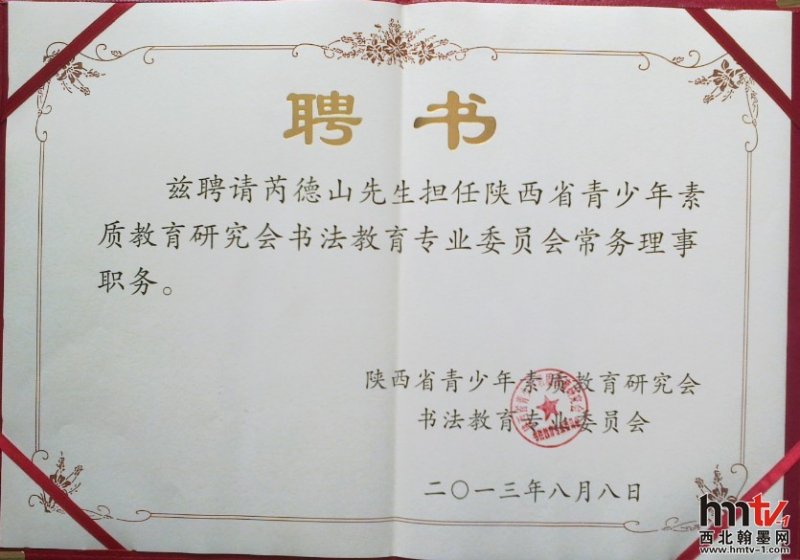 聘书
兹聘请芮德山先生担任陕西省青少年素
质教育研究会书法教育专业委员会常务理事
职务。
陕西省青少年素质教育研究会
书法教育专业委员会
二〇一三年八月八日
hmtv-1
西北翰墨网
www.hmtv-1.com